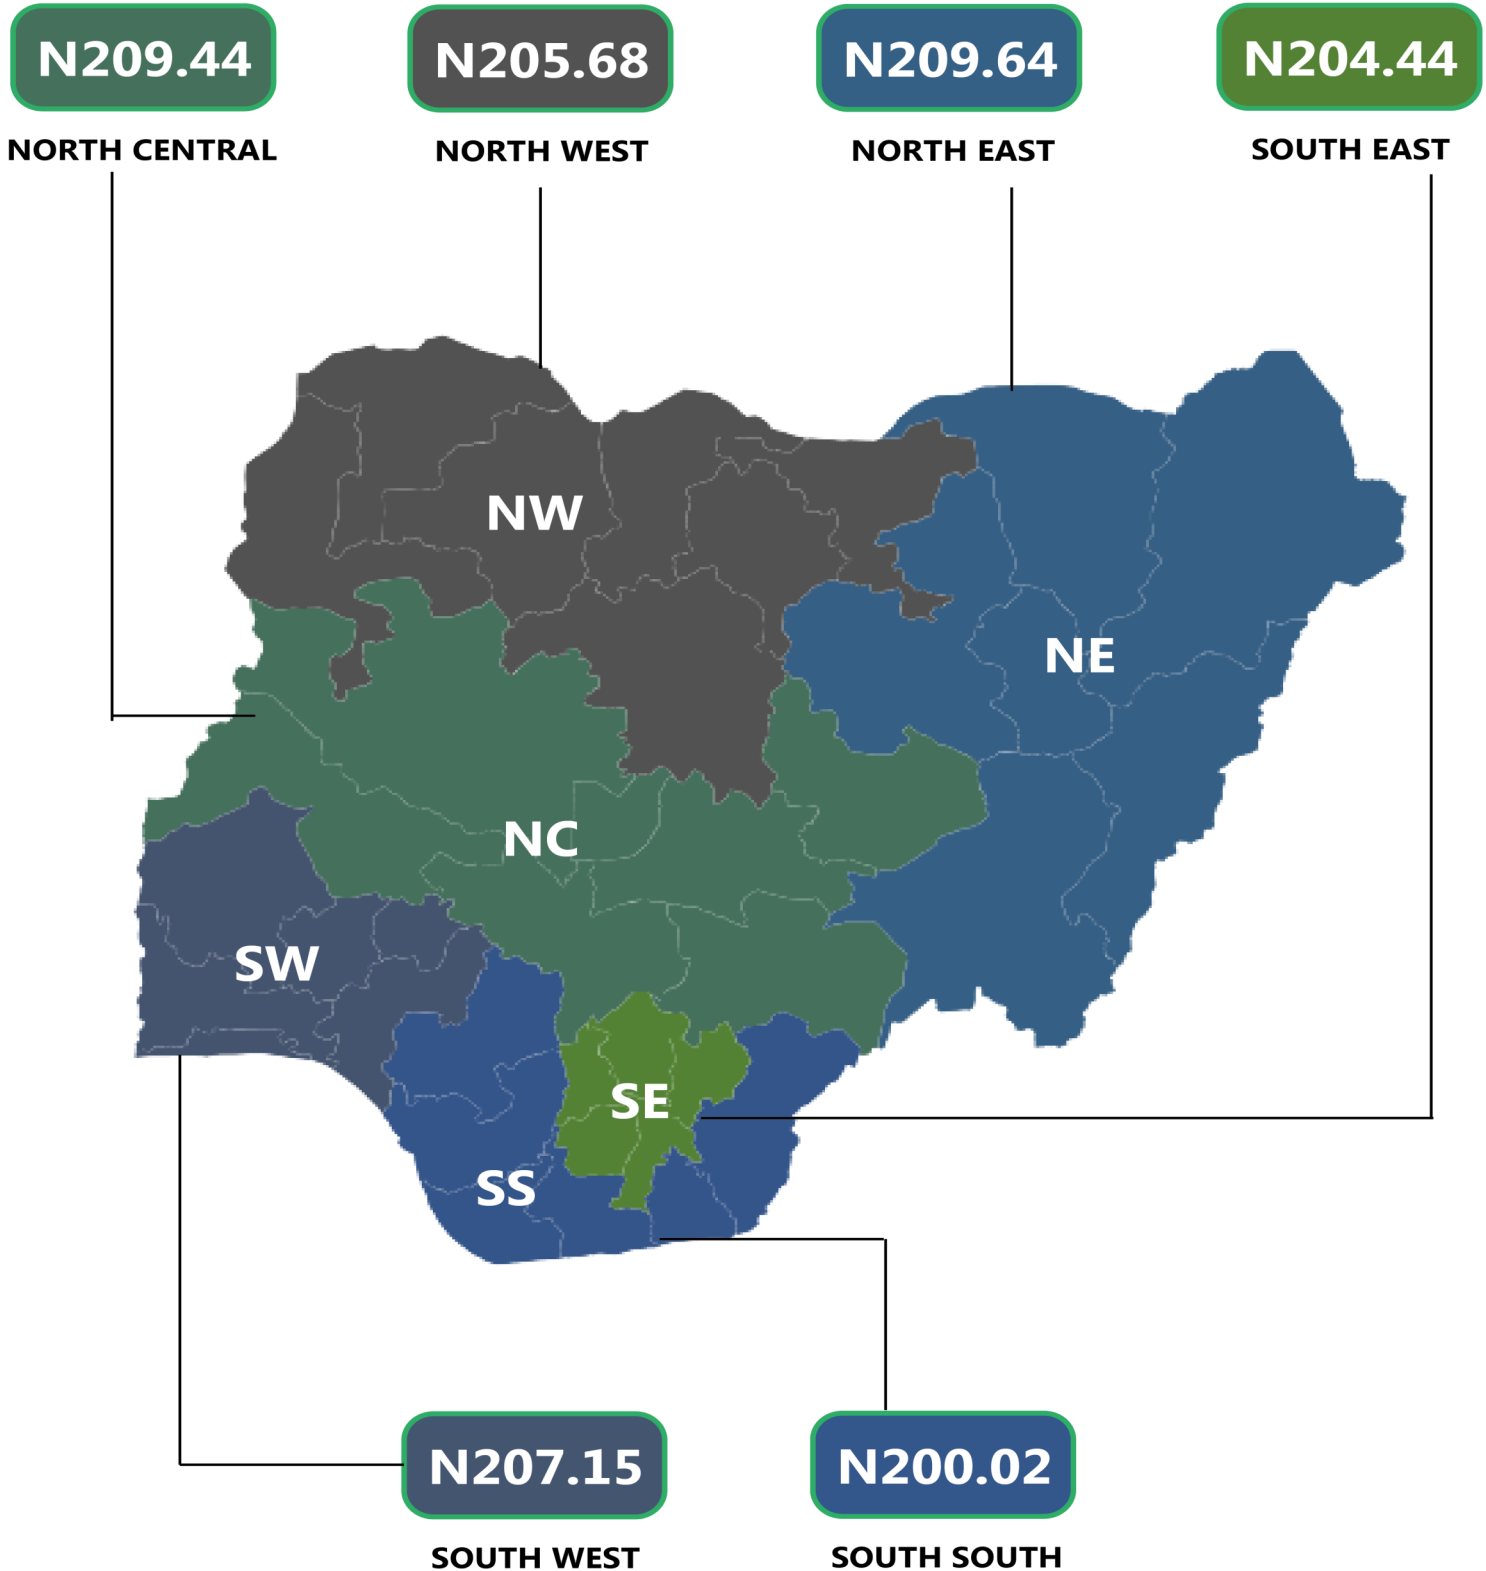 N209.44
NORTH CENTRAL
N205.68
NORTH WEST
N209.64
NORTH EAST
N204.44
SOUTH EAST
NW
NE
NC
SW
SE
SS
N207.15
SOUTH WEST
N200.02
SOUTH SOUTH